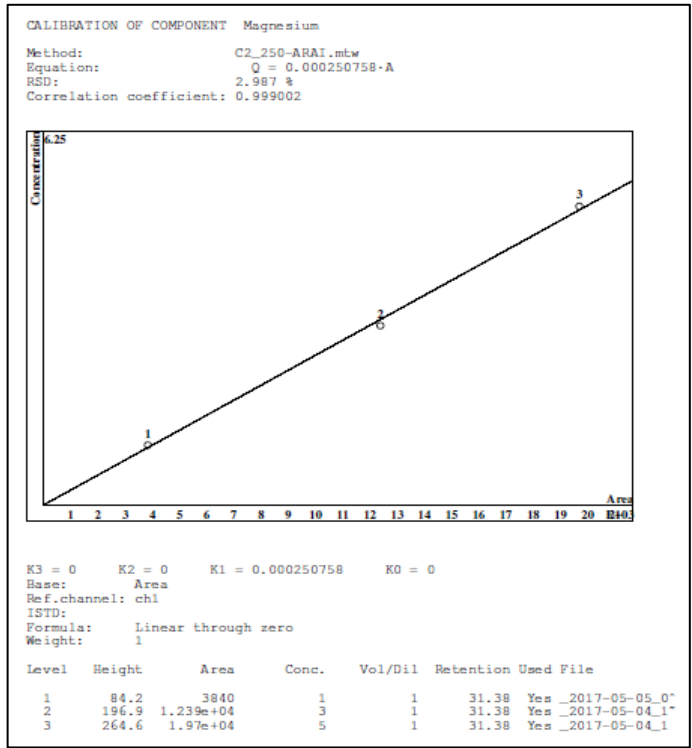 CALIBRATION OF COMPONENT Magnesium
Method: C2_250-ARAI.mtw
Equation: Q = 0.000250758·A
RSD: 2.987 %
Correlation coefficient: 0.999002
Concentration
6.25
3
2
1
Area
1 2 3 4 5 6 7 8 9 10 11 12 13 14 15 16 17 18 19 20
K3 = 0 K2 = 0 K1 = 0.000250758 K0 = 0
Base: Area
Ref.channel: ch1
ISTD:
Formula: Linear through zero
Weight: 1
Level Height Area Conc. Vol/Dil Retention Used File
1 84.2 3840 1 1 31.38 Yes _2017-05-05_0^
2 196.9 1.239e+04 3 1 31.38 Yes _2017-05-04_1^
3 264.6 1.97e+04 5 1 31.38 Yes _2017-05-04_1